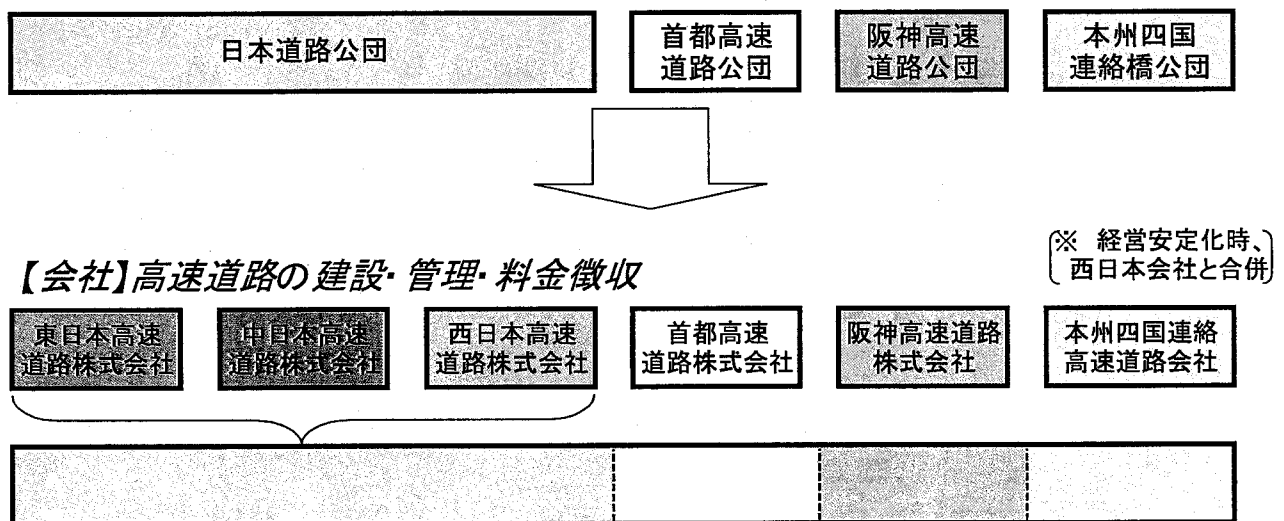 日本道路公団
首都高速
道路公団
阪神高速
道路公団
本州四国
連絡橋公団
※ 経営安定化時、
西日本会社と合併
【会社】高速道路の建設・管理・料金徴収
東日本高速
道路株式会社
中日本高速
道路株式会社
西日本高速
道路株式会社
首都高速
道路株式会社
阪神高速道路
株式会社
本州四国連絡
高速道路会社